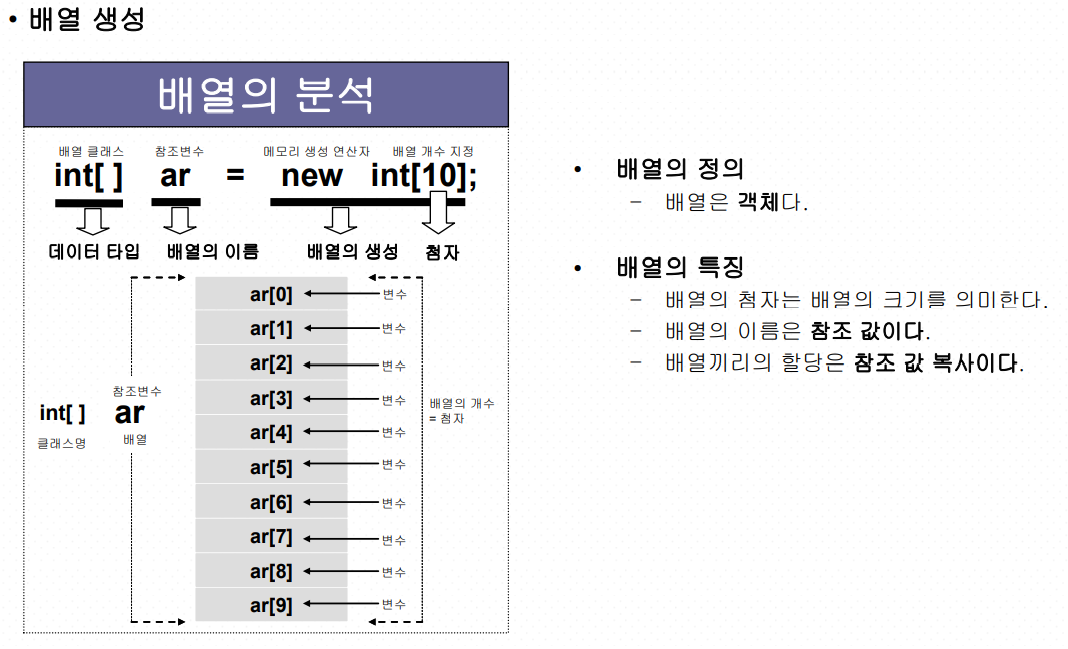 • 배열 생성
배열의 분석
배열 클래스 참조변수 메모리 생성 연산자 배열 개수 지정
int[ ] ar = new int[10];
데이터 타입 배열의 이름 배열의 생성 첨자
ar[0] 변수
ar[1] 변수
ar[2] 변수
ar[3] 변수
ar[4] 변수
ar[5] 변수
ar[6] 변수
ar[7] 변수
ar[8] 변수
ar[9] 변수
참조변수
int[ ] ar
클래스명 배열
배열의 개수
= 첨자
• 배열의 정의
– 배열은 객체다.
• 배열의 특징
– 배열의 첨자는 배열의 크기를 의미한다.
– 배열의 이름은 참조 값이다.
– 배열끼리의 할당은 참조 값 복사이다.